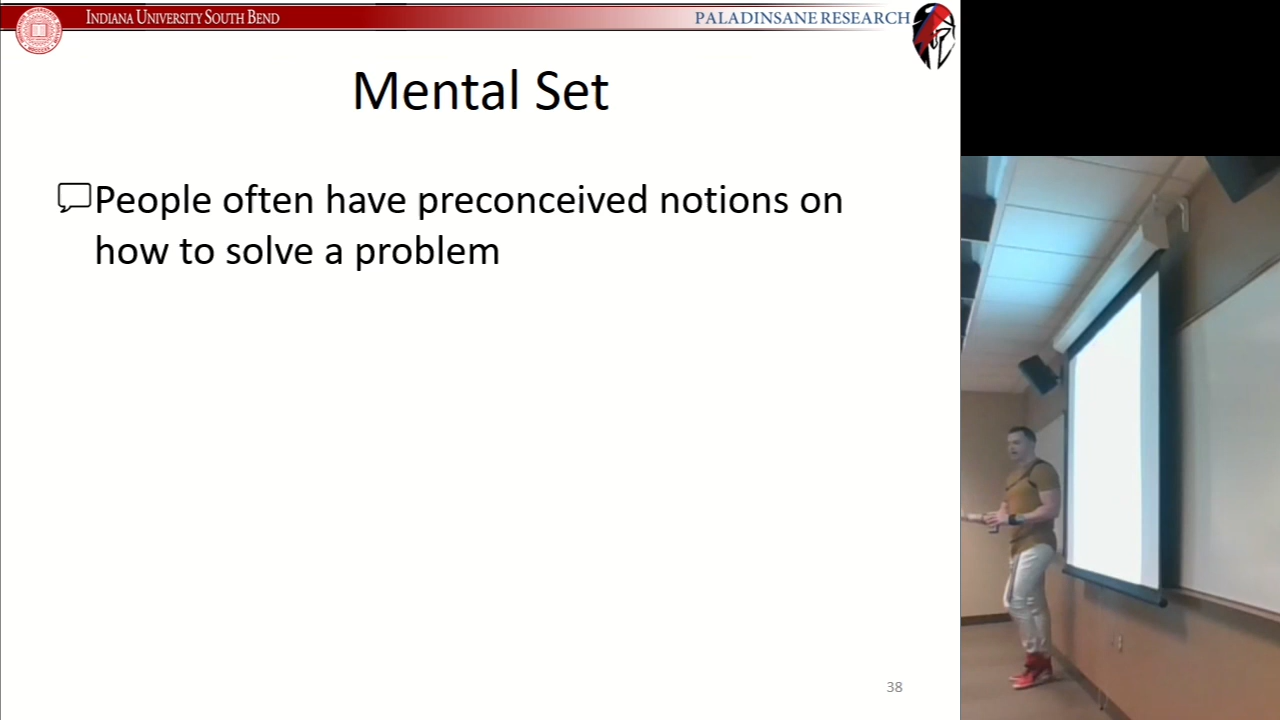 INDIANA UNIVERSITY SOUTH BEND
PALADINSANE RESEARCH
Mental Set
People often have preconceived notions on
how to solve a problem
38